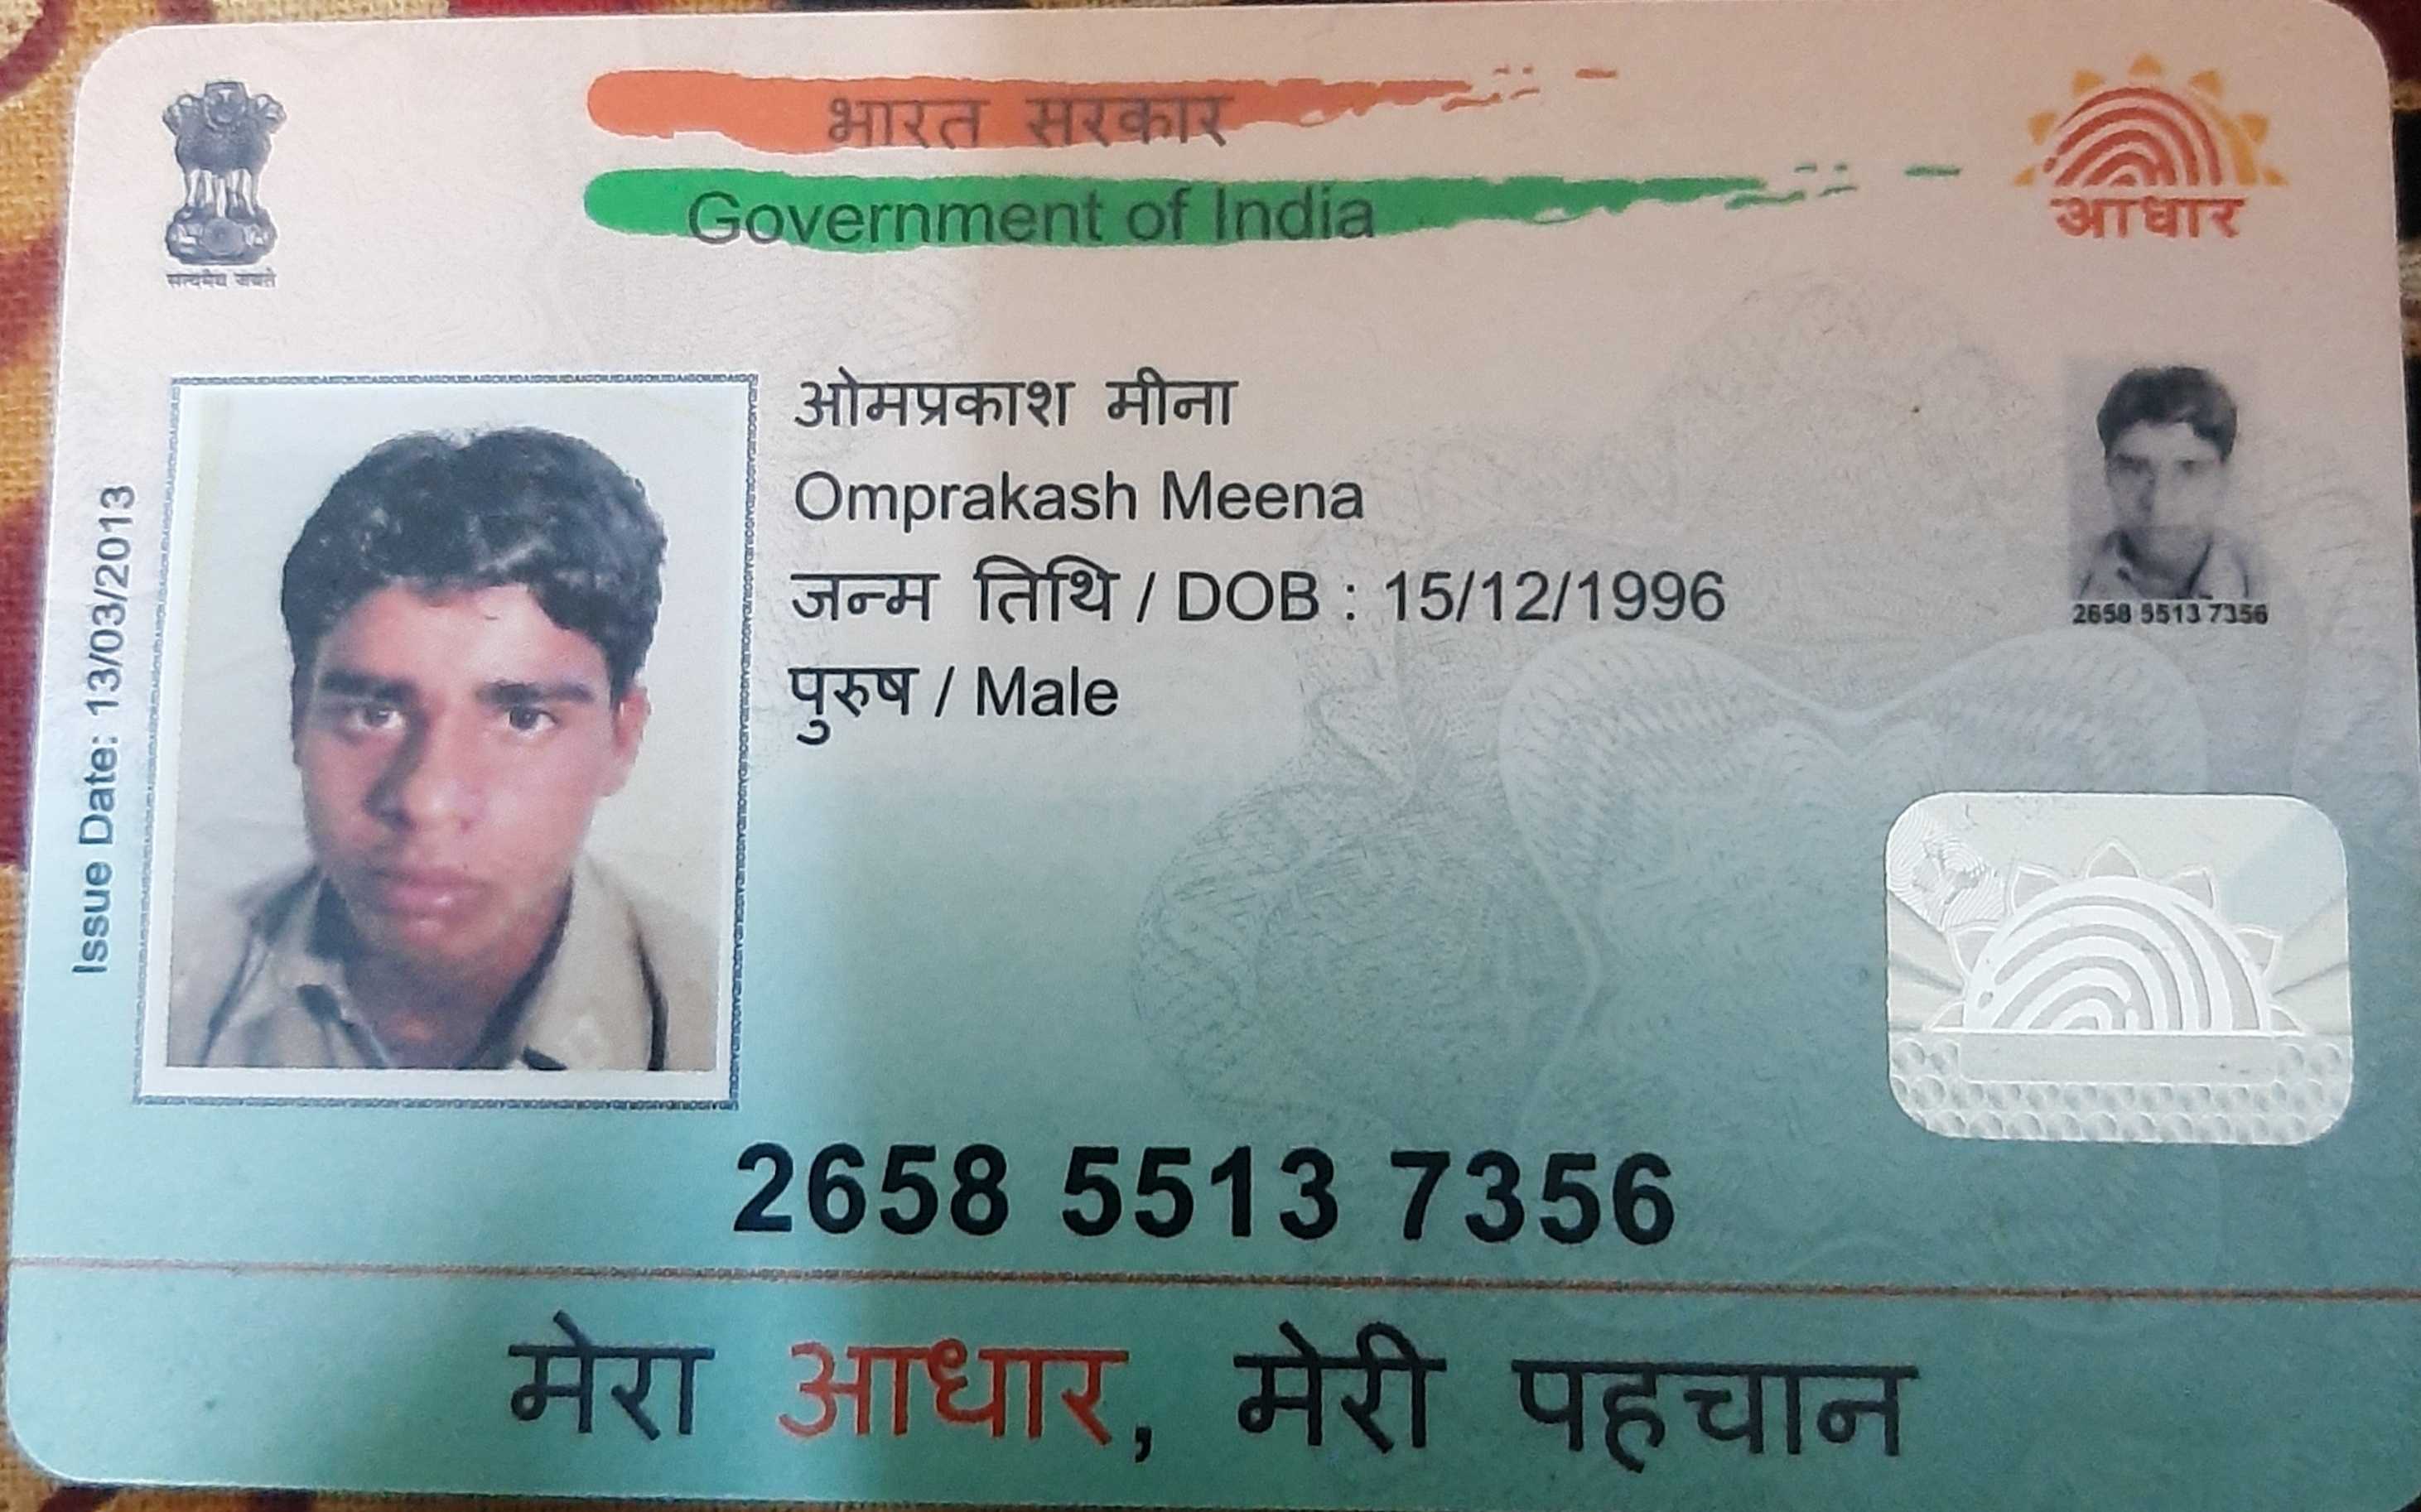 भारत सरकार
Government of India
आधार
सत्यमेव जयते
Issue Date: 13/03/2013
ओमप्रकाश मीना
Omprakash Meena
जन्म तिथि / DOB : 15/12/1996
पुरुष / Male
2658 5513 7356
2658 5513 7356
मेरा आधार, मेरी पहचान